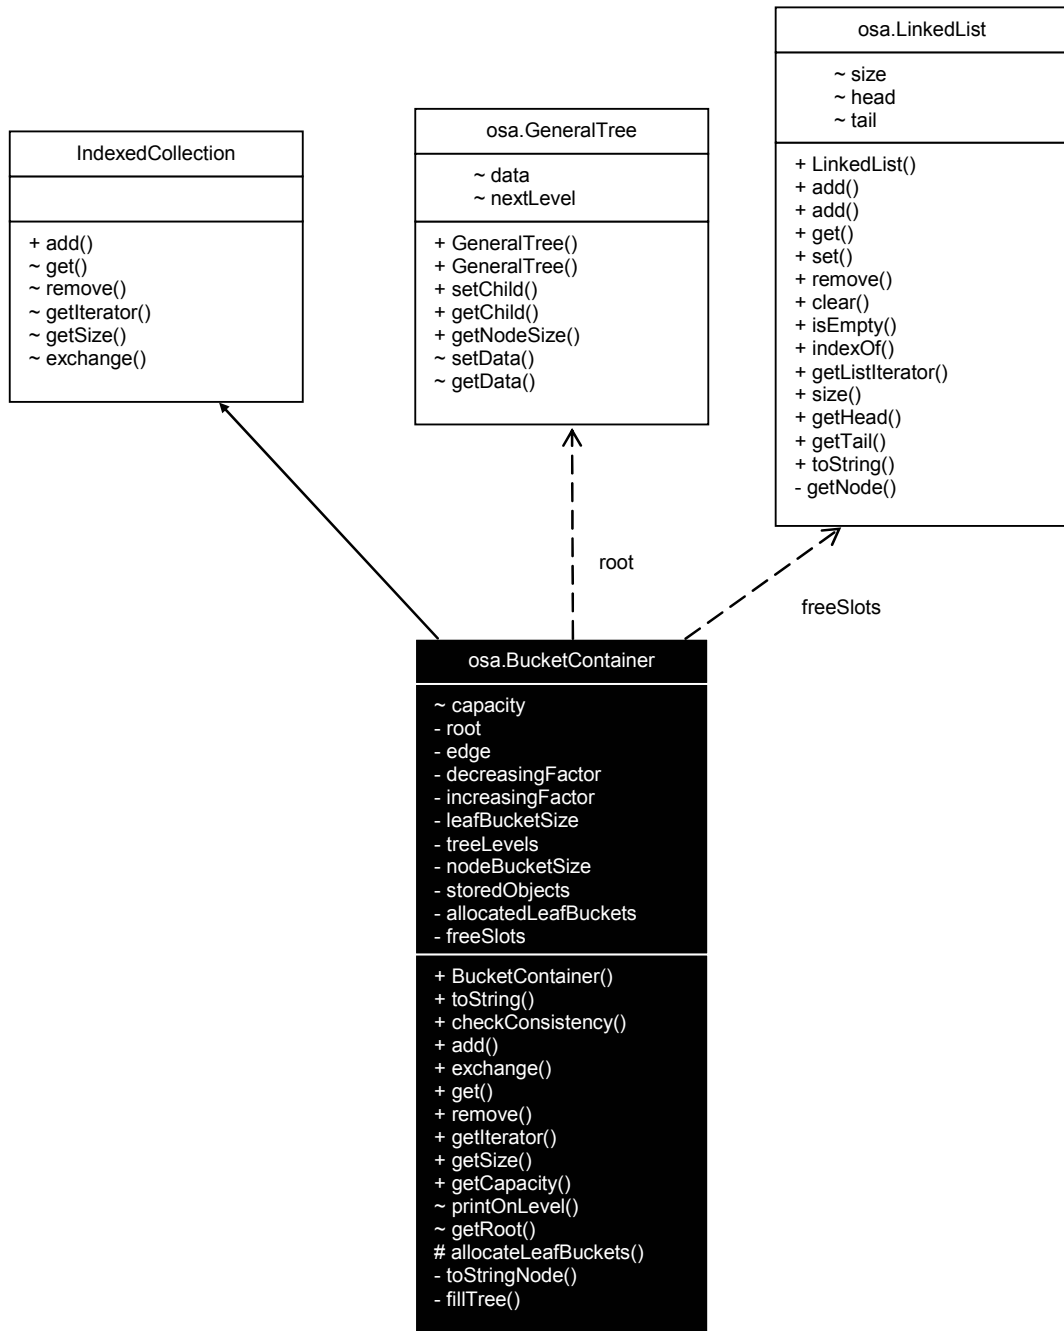 osa.LinkedList
~ size
~ head
~ tail
+ LinkedList()
+ add()
+ add()
+ get()
+ set()
+ remove()
+ clear()
+ isEmpty()
+ indexOf()
+ getListIterator()
+ size()
+ getHead()
+ getTail()
+ toString()
- getNode()
osa.GeneralTree
~ data
~ nextLevel
+ GeneralTree()
+ GeneralTree()
+ setChild()
+ getChild()
+ getNodeSize()
~ setData()
~ getData()
IndexedCollection
+ add()
~ get()
~ remove()
~ getIterator()
~ getSize()
~ exchange()
root
freeSlots
osa.BucketContainer
~ capacity
- root
- edge
- decreasingFactor
- increasingFactor
- leafBucketSize
- treeLevels
- nodeBucketSize
- storedObjects
- allocatedLeafBuckets
- freeSlots
+ BucketContainer()
+ toString()
+ checkConsistency()
+ add()
+ exchange()
+ get()
+ remove()
+ getIterator()
+ getSize()
+ getCapacity()
~ printOnLevel()
~ getRoot()
# allocateLeafBuckets()
- toStringNode()
- fillTree()